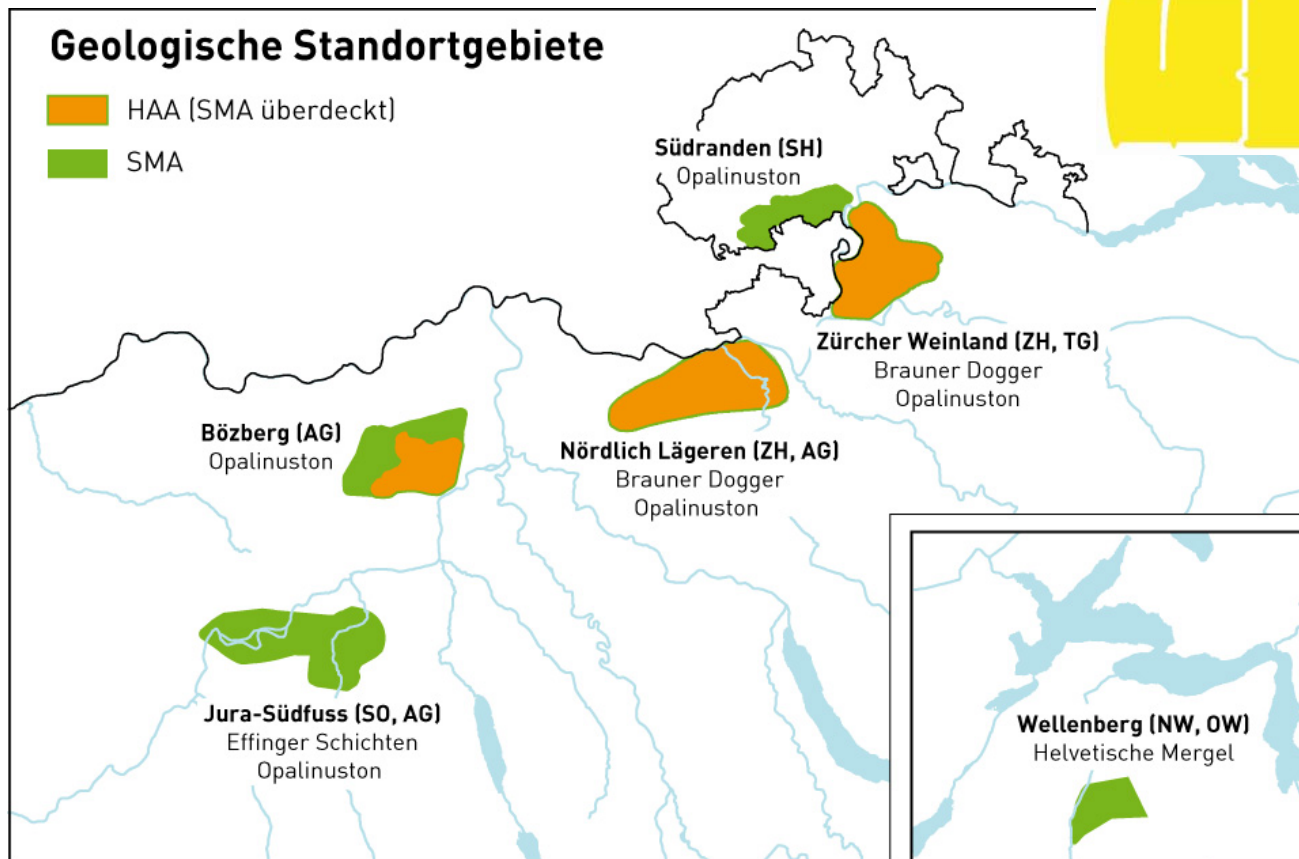 Geologische Standortgebiete
HAA (SMA überdeckt)
SMA
Südranden (SH)
Opalinuston
Zürcher Weinland (ZH, TG)
Brauner Dogger
Opalinuston
Bözberg (AG)
Opalinuston
Nördlich Lägeren (ZH, AG)
Brauner Dogger
Opalinuston
Jura-Südfuss (SO, AG)
Effinger Schichten
Opalinuston
Wellenberg (NW, OW)
Helvetische Mergel